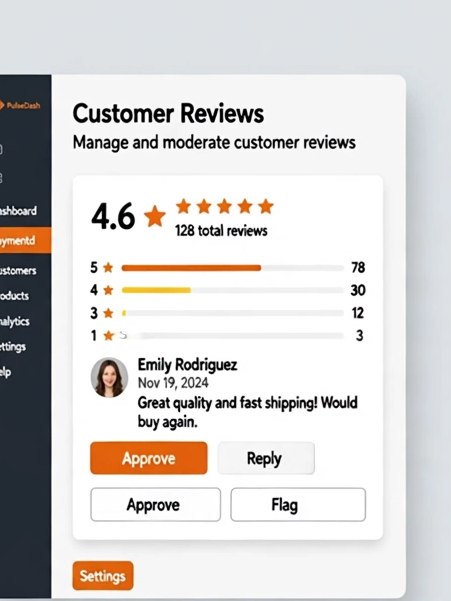 PulseDash
ashboard
aymentd
ustomers
oducts
nalytics
ettings
elp
Customer Reviews
Manage and moderate customer reviews
4.6
128 total reviews
5 78
4 30
3 12
1 3
Emily Rodriguez
Nov 19, 2024
Great quality and fast shipping! Would
buy again.
Approve Reply
Approve Flag
Settings